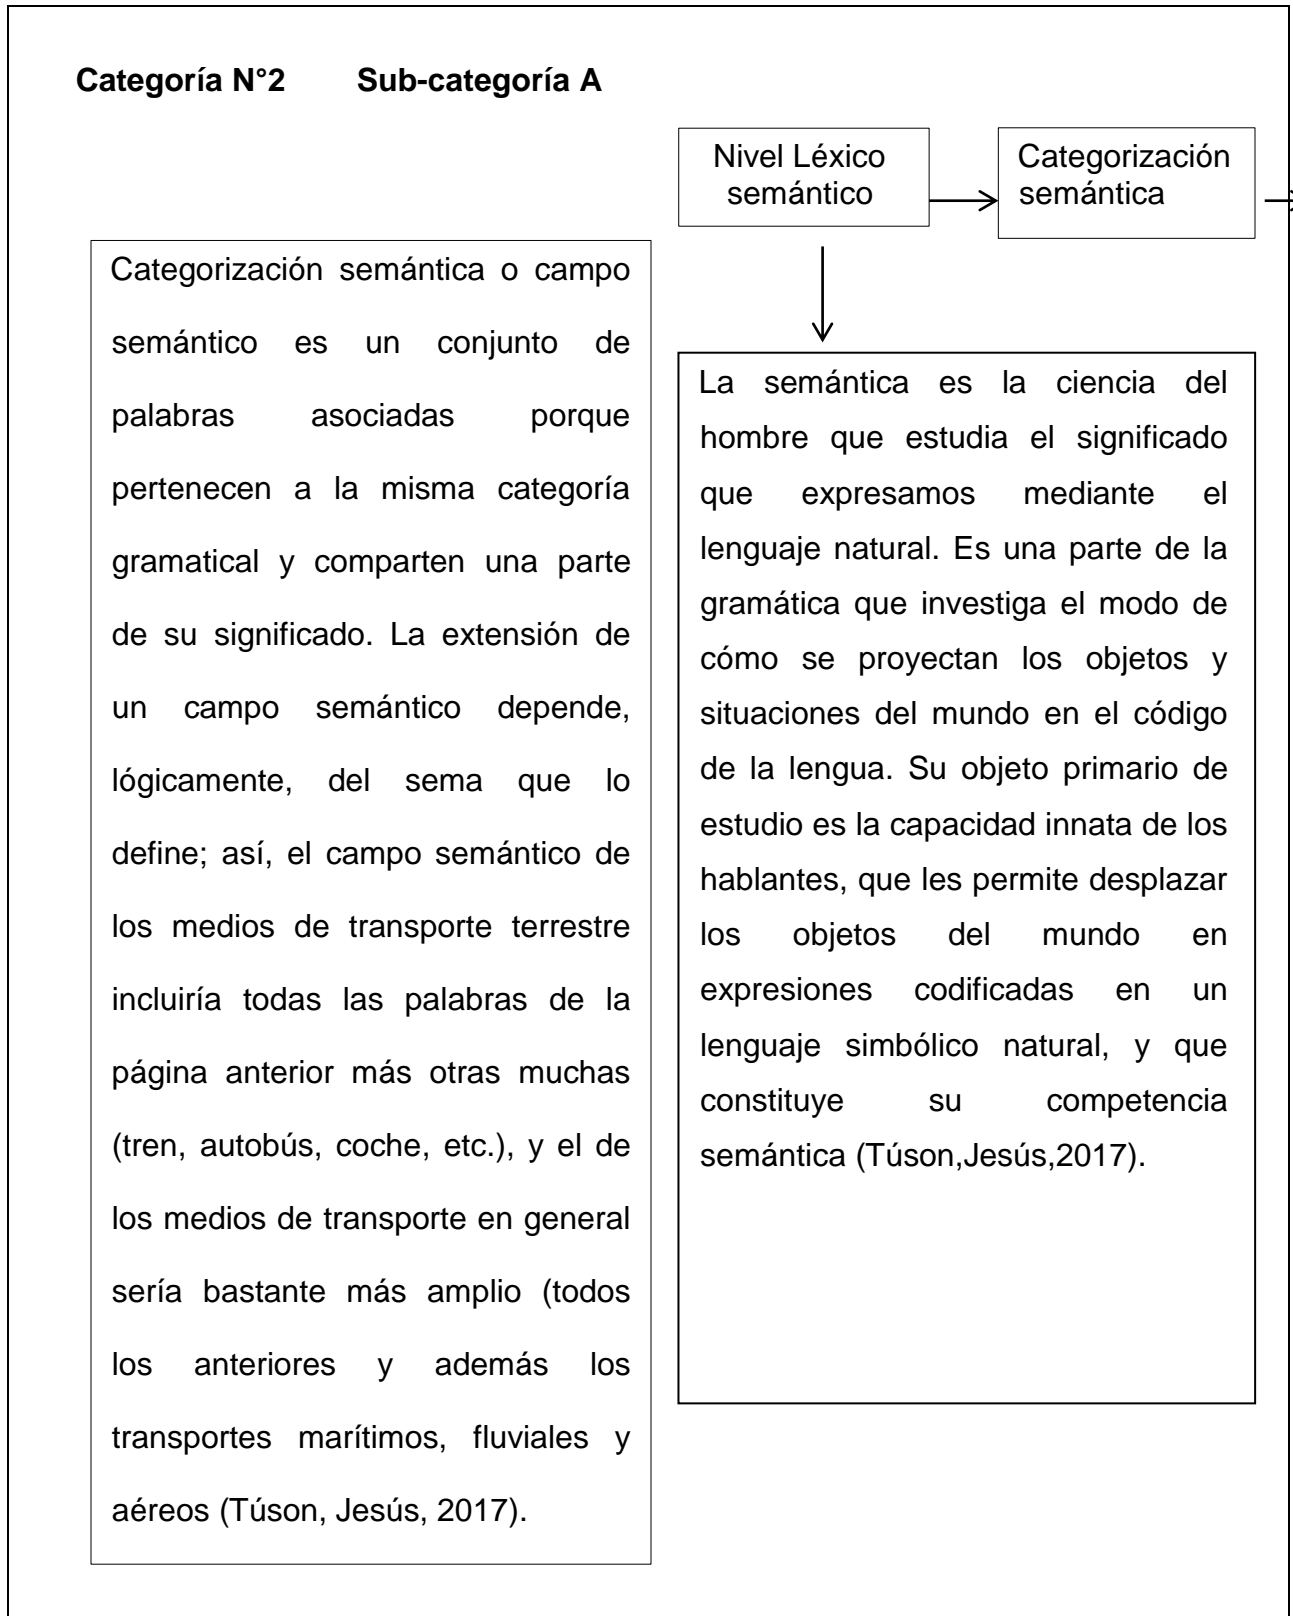 Categoría N°2 Sub-categoría A
Nivel Léxico
semántico
Categorización
semántica
Categorización semántica o campo
semántico es un conjunto de
palabras asociadas porque
pertenecen a la misma categoría
gramatical y comparten una parte
de su significado. La extensión de
un campo semántico depende,
lógicamente, del sema que lo
define; así, el campo semántico de
los medios de transporte terrestre
incluiría todas las palabras de la
página anterior más otras muchas
(tren, autobús, coche, etc.), y el de
los medios de transporte en general
sería bastante más amplio (todos
los anteriores y además los
transportes marítimos, fluviales y
aéreos (Túson, Jesús, 2017).
La semántica es la ciencia del
hombre que estudia el significado
que expresamos mediante el
lenguaje natural. Es una parte de la
gramática que investiga el modo de
cómo se proyectan los objetos y
situaciones del mundo en el código
de la lengua. Su objeto primario de
estudio es la capacidad innata de los
hablantes, que les permite desplazar
los objetos del mundo en
expresiones codificadas en un
lenguaje simbólico natural, y que
constituye su competencia
semántica (Túson,Jesús,2017).